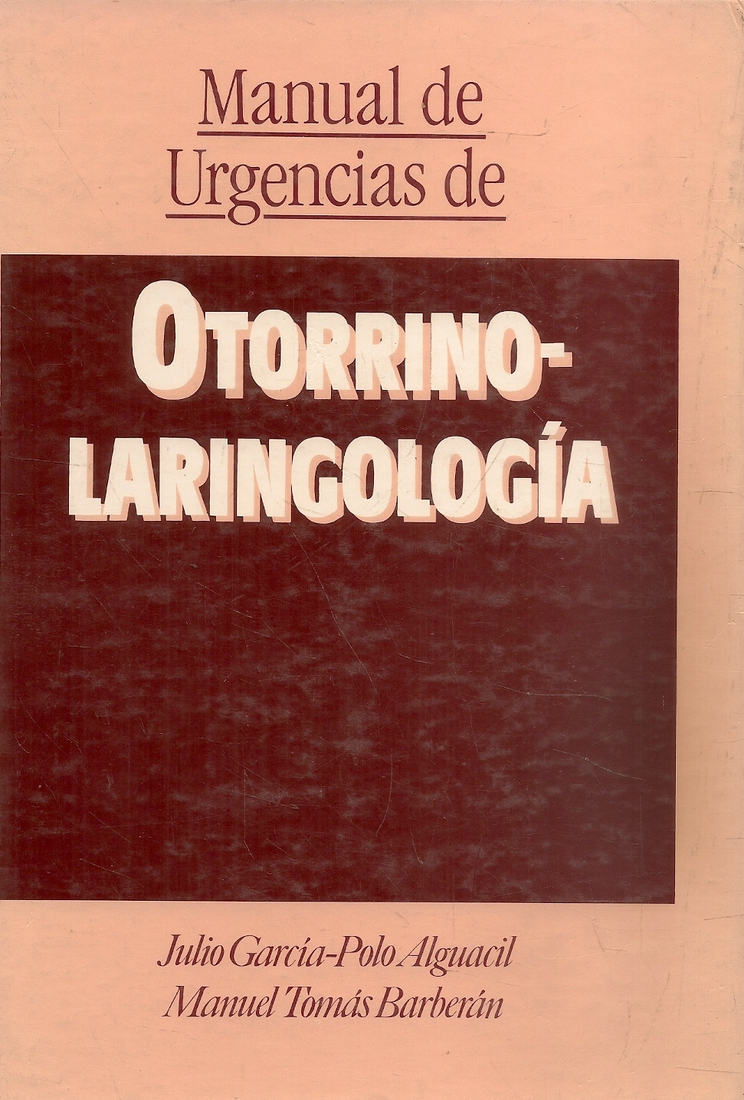 Manual de
Urgencias de
OTORRINO-
LARINGOLOGÍA
Julio García-Polo Alguacil
Manuel Tomás Barberán